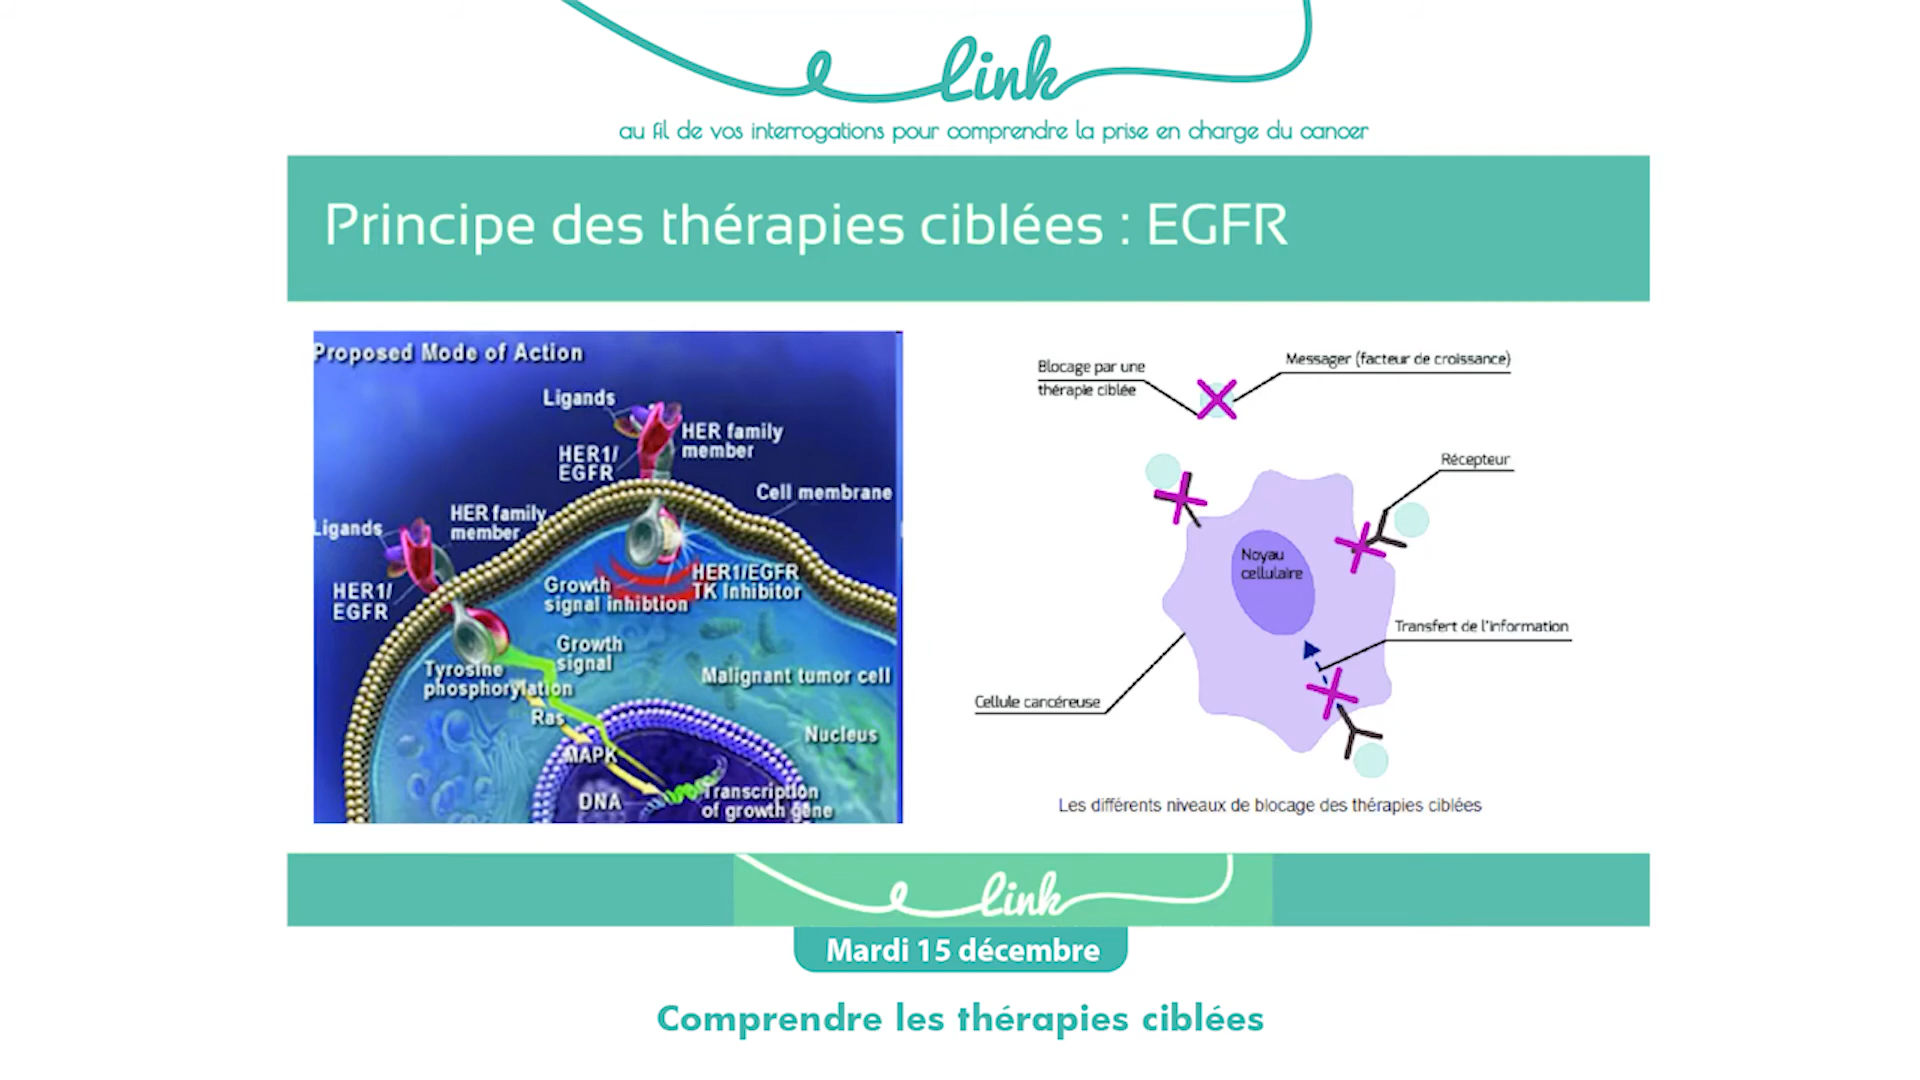 e link
au fil de vos interrogations pour comprendre la prise en charge du cancer
Principe des thérapies ciblées : EGFR
Proposed Mode of Action
Ligands
HER family
member
HER1/
EGFR
Cell membrane
Ligands
HER family
member
HER1/
EGFR
Growth
signal inhibtion
HER1/EGFR
TK Inhibitor
Growth
signal
Tyrosine
phosphorylation
Malignant tumor cell
Ras
MAPK
Nucleus
DNA
Transcription
of growth gene
Blocage par une
thérapie ciblée
Messager (facteur de croissance)
Récepteur
Noyau
cellulaire
Transfert de l'information
Cellule cancéreuse
Les différents niveaux de blocage des thérapies ciblées
e link
Mardi 15 décembre
Comprendre les thérapies ciblées